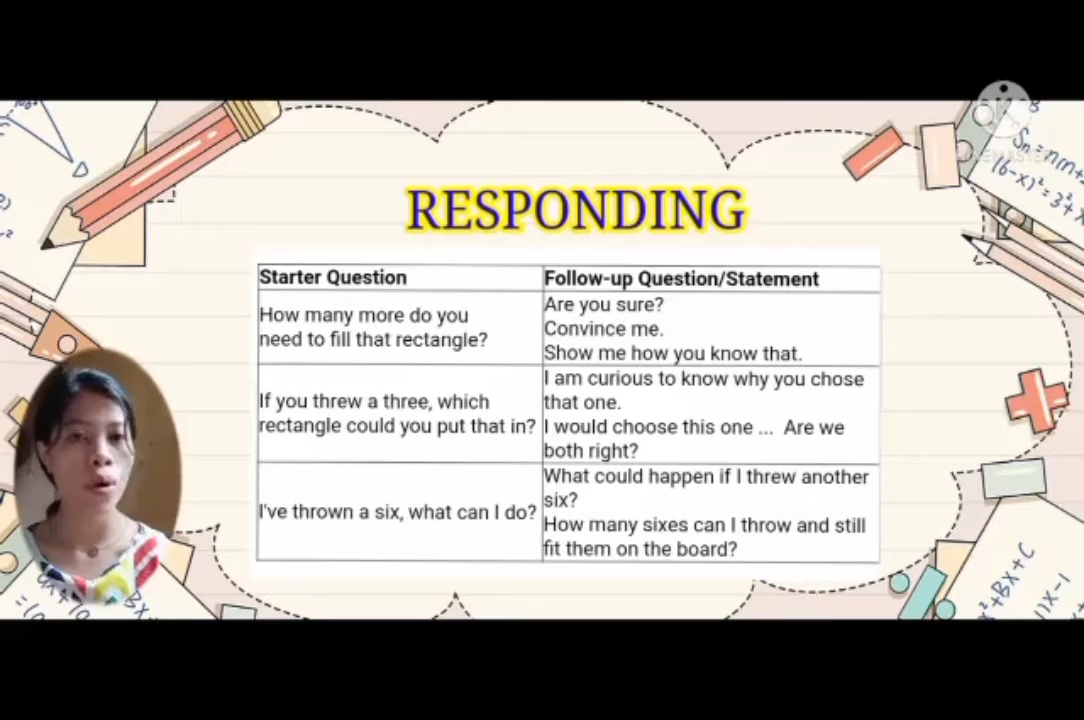 RESPONDING
Starter Question
Follow-up Question/Statement
How many more do you
need to fill that rectangle?
Are you sure?
Convince me.
Show me how you know that.
If you threw a three, which
rectangle could you put that in?
I am curious to know why you chose
that one.
I would choose this one ... Are we
both right?
I've thrown a six, what can I do?
What could happen if I threw another
six?
How many sixes can I throw and still
fit them on the board?